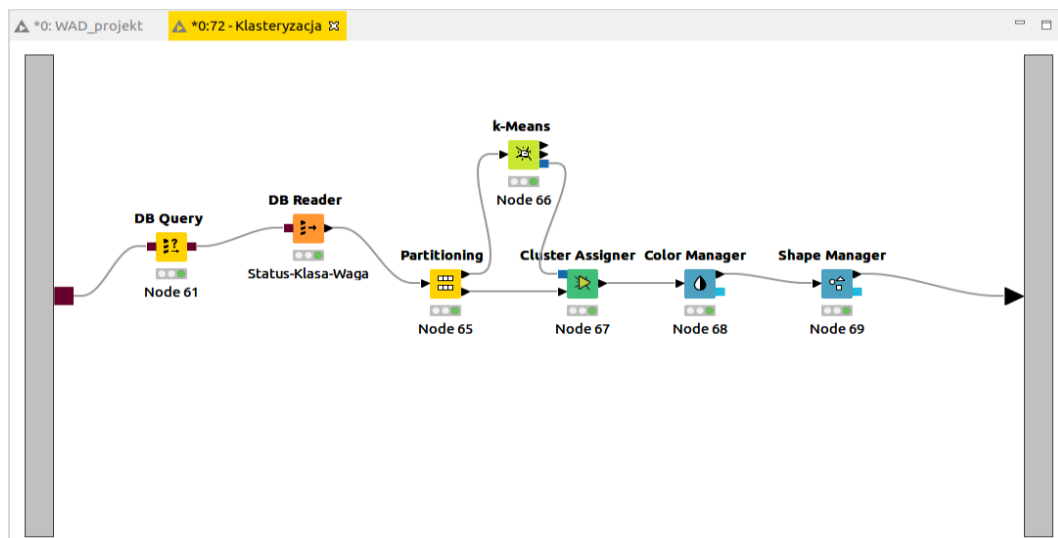 *0: WAD_projekt
*0:72 - Klasteryzacja
k-Means
Node 66
DB Query
Node 61
DB Reader
Status-Klasa-Waga
Partitioning
Node 65
Cluster Assigner
Node 67
Color Manager
Node 68
Shape Manager
Node 69